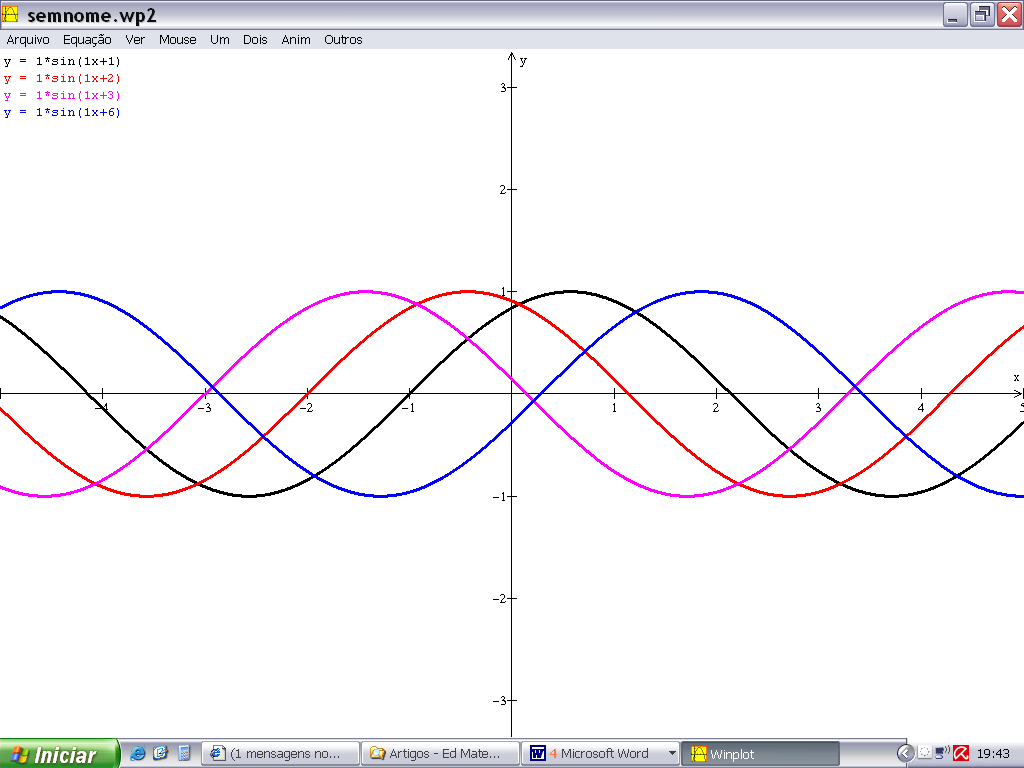 semnome.wp2
Arquivo Equação Ver Mouse Um Dois Anim Outros
y = 1*sin(1x+1)
y = 1*sin(1x+2)
y = 1*sin(1x+3)
y = 1*sin(1x+6)
y
3
2
1
x
-4 -3 -2 -1 1 2 3 4 5
-1
-2
-3
Iniciar (1 mensagens no... Artigos - Ed Mate... 4 Microsoft Word Winplot 19:43